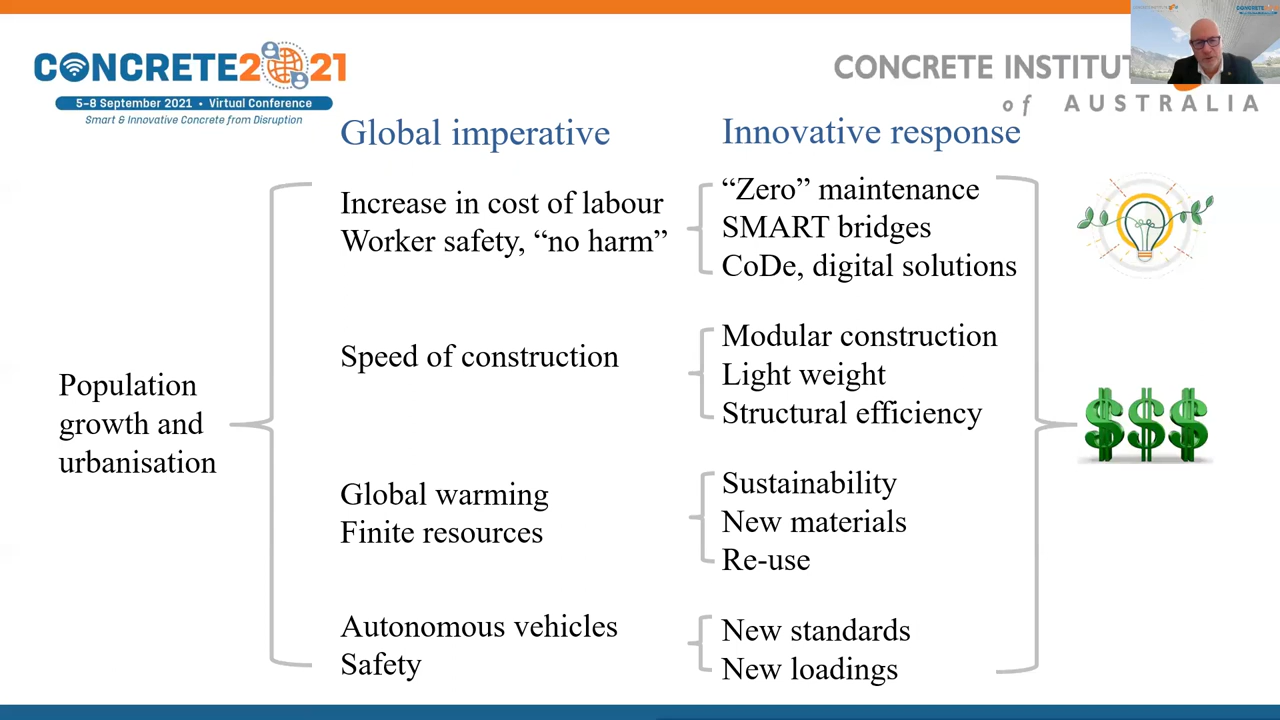 CONCRETE2021
5–8 September 2021 • Virtual Conference
Smart & Innovative Concrete from Disruption
CONCRETE INSTITUT
of AUSTRALIA
Global imperative
Innovative response
Population
growth and
urbanisation
Increase in cost of labour
Worker safety, “no harm”
“Zero” maintenance
SMART bridges
CoDe, digital solutions
Speed of construction
Modular construction
Light weight
Structural efficiency
Global warming
Finite resources
Sustainability
New materials
Re-use
Autonomous vehicles
Safety
New standards
New loadings
$$$